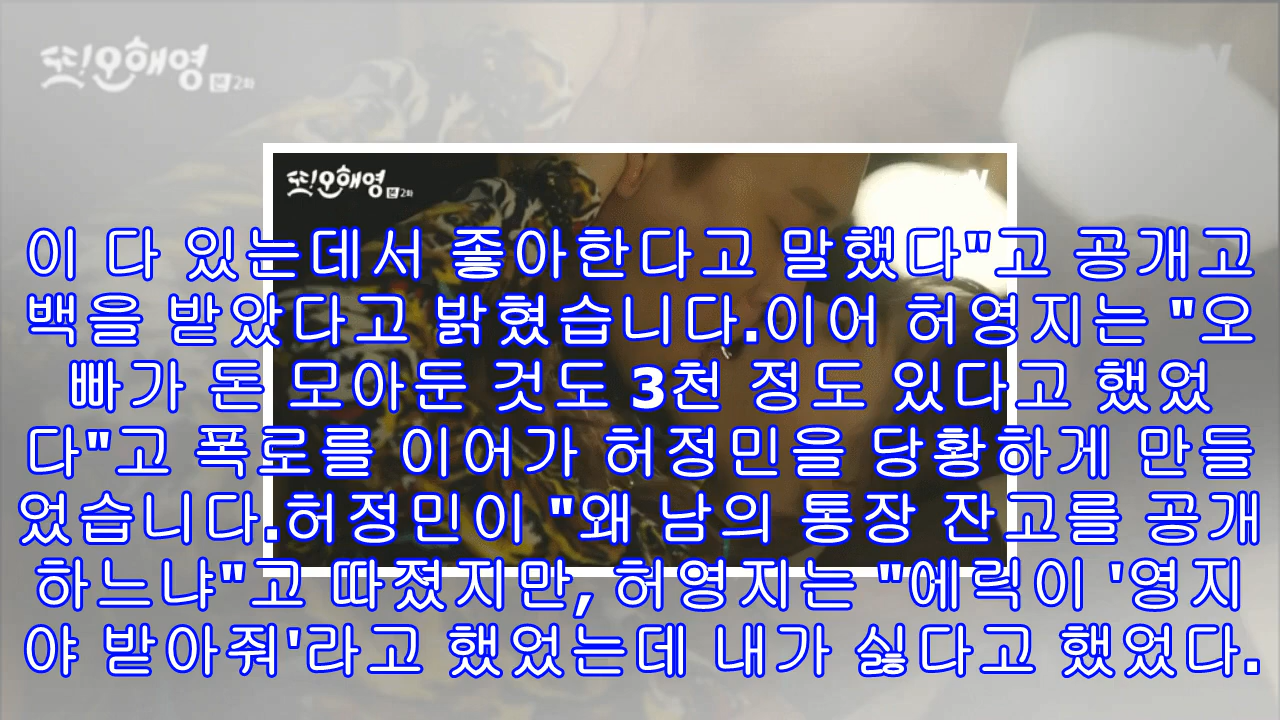 또!오해영
본 2화
N
또!오해영
본 2화
N
이 다 있는데서 좋아한다고 말했다"고 공개고
백을 받았다고 밝혔습니다.이어 허영지는 "오
빠가 돈 모아둔 것도 3천 정도 있다고 했었
다"고 폭로를 이어가 허정민을 당황하게 만들
었습니다.허정민이 "왜 남의 통장 잔고를 공개
하느냐"고 따졌지만, 허영지는 "에릭이 '영지
야 받아줘'라고 했었는데 내가 싫다고 했었다.